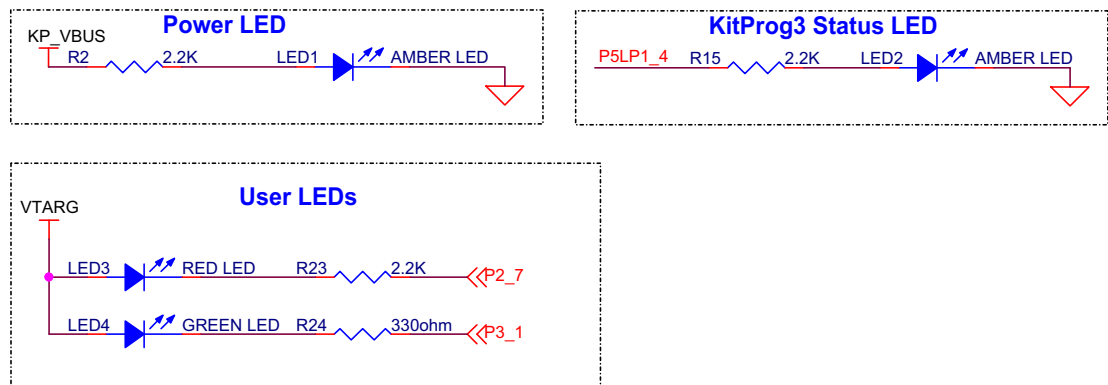 Power LED
KP_VBUS
R2 2.2K LED1 AMBER LED
KitProg3 Status LED
P5LP1_4 R15 2.2K LED2 AMBER LED
User LEDs
VTARG
LED3 RED LED R23 2.2K P2_7
LED4 GREEN LED R24 330ohm P3_1